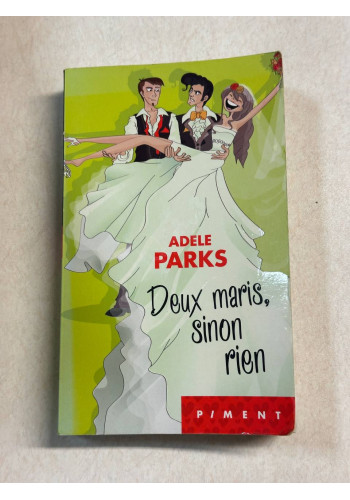 ADELE
PARKS
Deux maris,
sinon
rien
PIMENT